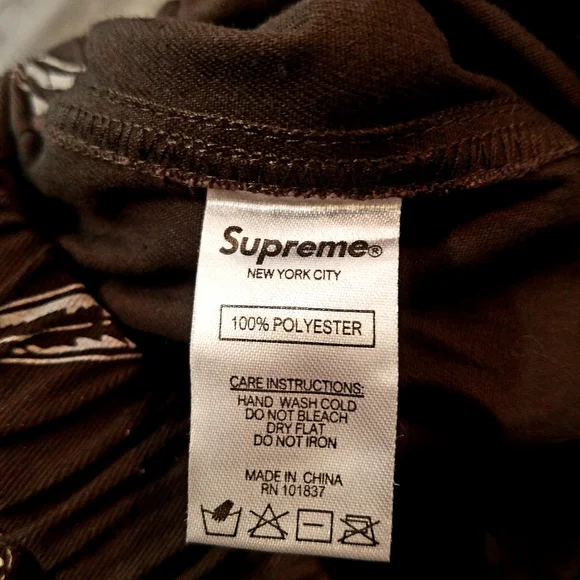 Supreme®
NEW YORK CITY
100% POLYESTER
CARE INSTRUCTIONS:
HAND WASH COLD
DO NOT BLEACH
DRY FLAT
DO NOT IRON
MADE IN CHINA
RN 101837